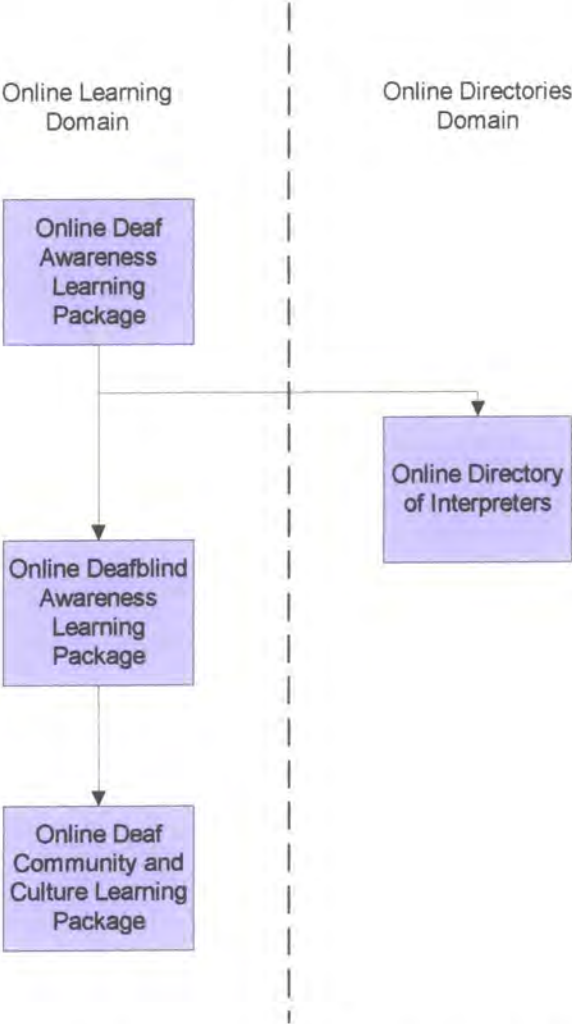 Online Learning
Domain
Online Directories
Domain
Online Deaf
Awareness
Learning
Package
Online Directory
of Interpreters
Online Deafblind
Awareness
Learning
Package
Online Deaf
Community and
Culture Learning
Package